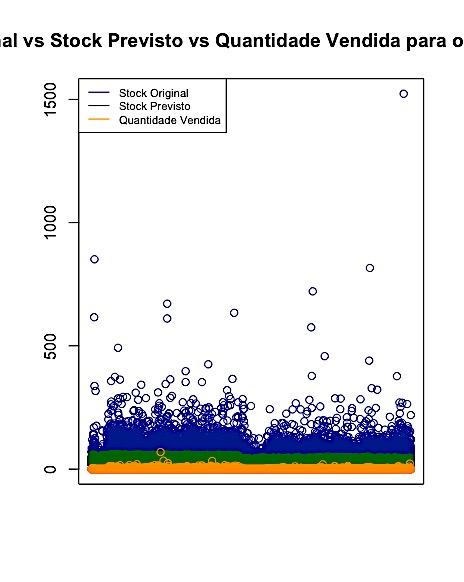 al vs Stock Previsto vs Quantidade Vendida para o
Stock Original
Stock Previsto
Quantidade Vendida
1500
1000
500
0